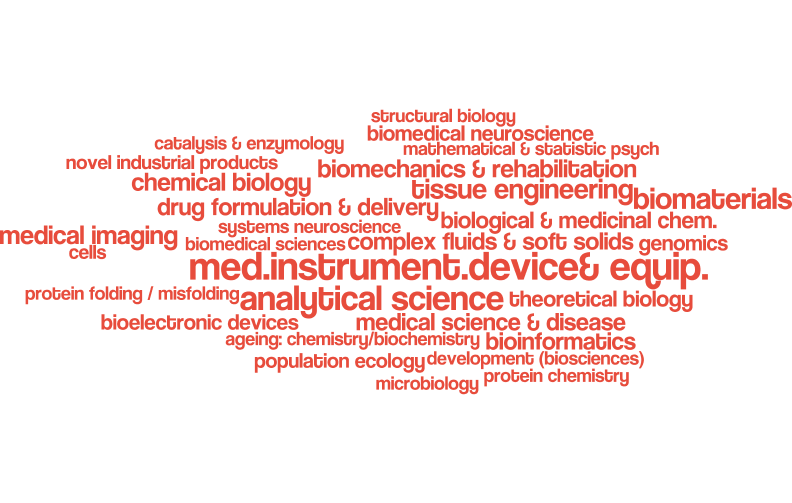 structural biology
biomedical neuroscience
catalysis & enzymology
mathematical & statistic psych
novel industrial products
biomechanics & rehabilitation
chemical biology
tissue engineering
biomaterials
drug formulation & delivery
biological & medicinal chem.
systems neuroscience
medical imaging
biomedical sciences
complex fluids & soft solids
genomics
cells
med.instrument.device& equip.
protein folding / misfolding
analytical science
theoretical biology
bioelectronic devices
medical science & disease
ageing: chemistry/biochemistry
bioinformatics
population ecology
development (biosciences)
microbiology
protein chemistry